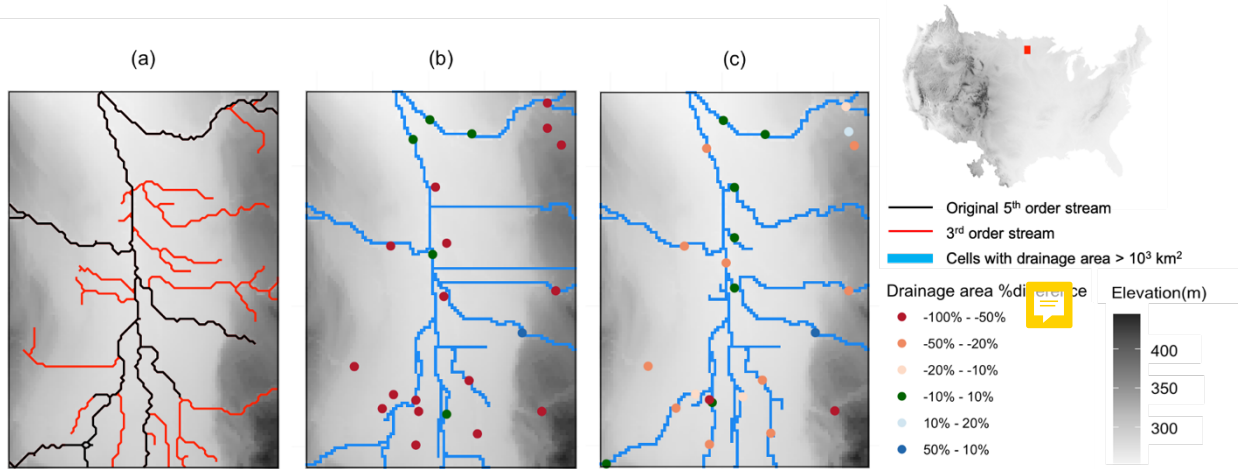 (a)
(b)
(c)
Original 5th order stream
3rd order stream
Cells with drainage area > 10³ km²
Drainage area %difference
-100% - -50%
-50% - -20%
-20% - -10%
-10% - 10%
10% - 20%
50% - 10%
Elevation(m)
400
350
300